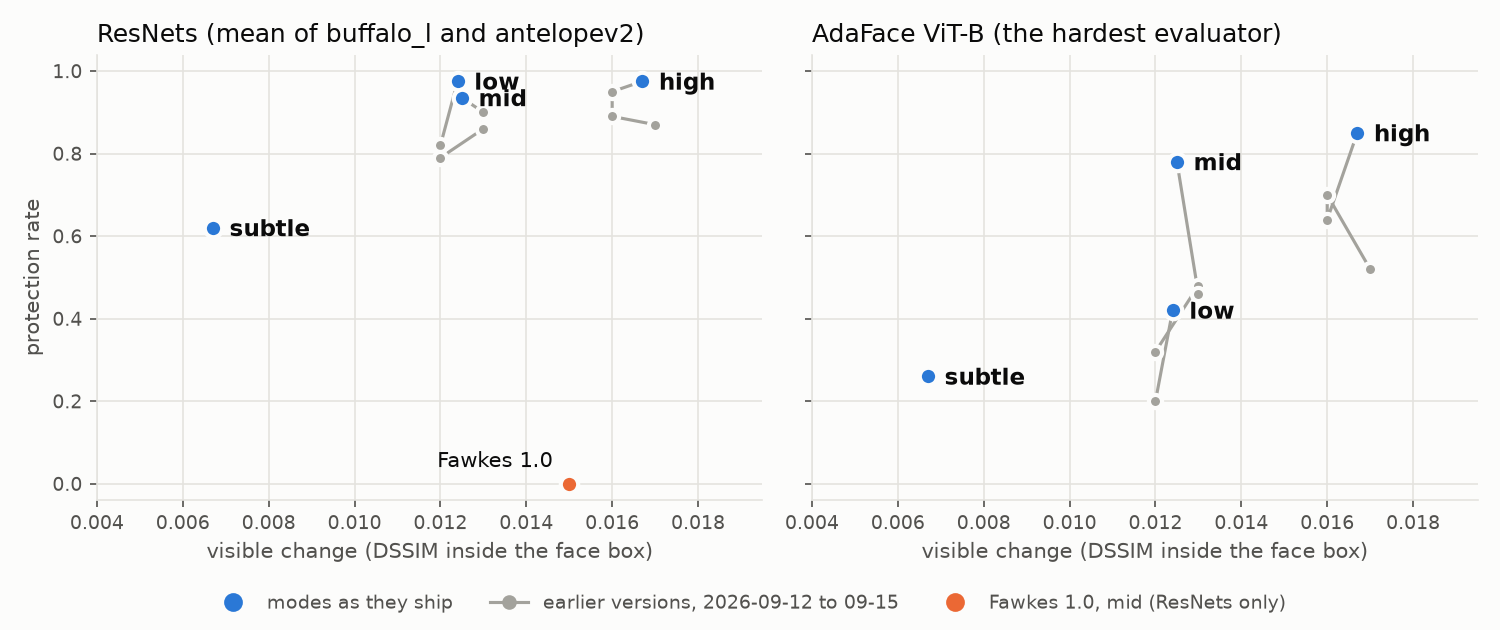 ResNets (mean of buffalo_l and antelopev2)
AdaFace ViT-B (the hardest evaluator)
protection rate
1.0
0.8
0.6
0.4
0.2
0.0
low
mid
high
subtle
Fawkes 1.0
high
mid
low
subtle
0.004 0.006 0.008 0.010 0.012 0.014 0.016 0.018
0.004 0.006 0.008 0.010 0.012 0.014 0.016 0.018
visible change (DSSIM inside the face box)
visible change (DSSIM inside the face box)
modes as they ship
earlier versions, 2026-09-12 to 09-15
Fawkes 1.0, mid (ResNets only)